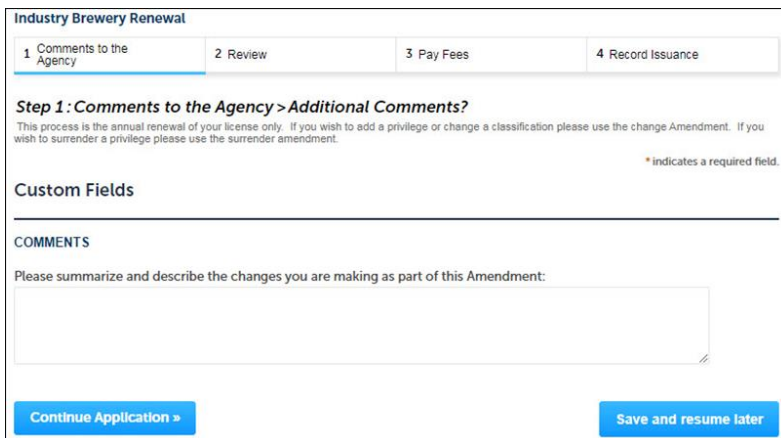 Industry Brewery Renewal
1 Comments to the Agency
2 Review
3 Pay Fees
4 Record Issuance
Step 1: Comments to the Agency > Additional Comments?
This process is the annual renewal of your license only. If you wish to add a privilege or change a classification please use the change Amendment. If you
wish to surrender a privilege please use the surrender amendment.
* indicates a required field.
Custom Fields
COMMENTS
Please summarize and describe the changes you are making as part of this Amendment:
Continue Application »
Save and resume later